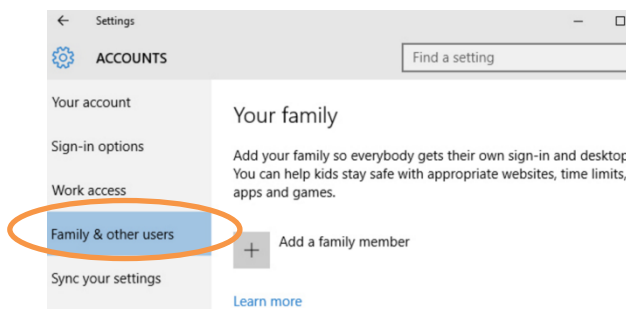 Settings
ACCOUNTS
Find a setting
Your account
Sign-in options
Work access
Family & other users
Sync your settings
Your family
Add your family so everybody gets their own sign-in and desktop
You can help kids stay safe with appropriate websites, time limits,
apps and games.
Add a family member
Learn more